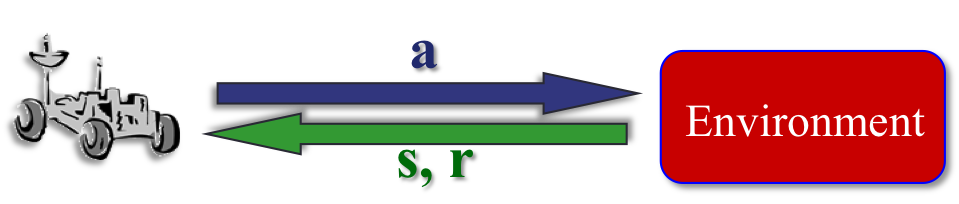 a
Environment
s, r